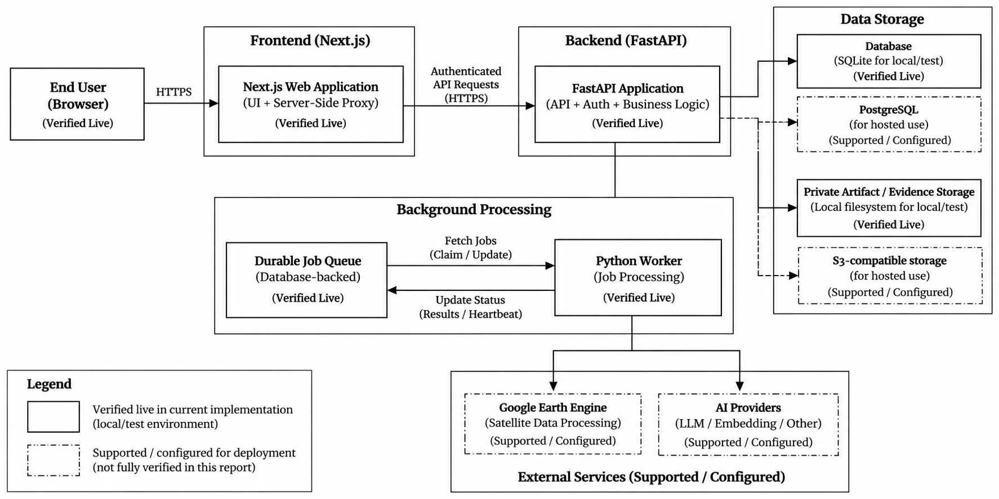 End User
(Browser)
(Verified Live)
HTTPS
Frontend (Next.js)
Next.js Web Application
(UI + Server-Side Proxy)
(Verified Live)
Authenticated
API Requests
(HTTPS)
Backend (FastAPI)
FastAPI Application
(API + Auth + Business Logic)
(Verified Live)
Data Storage
Database
(SQLite for local/test)
(Verified Live)
PostgreSQL
(for hosted use)
(Supported / Configured)
Private Artifact / Evidence Storage
(Local filesystem for local/test)
(Verified Live)
S3-compatible storage
(for hosted use)
(Supported / Configured)
Background Processing
Durable Job Queue
(Database-backed)
(Verified Live)
Fetch Jobs
(Claim / Update)
Update Status
(Results / Heartbeat)
Python Worker
(Job Processing)
(Verified Live)
Legend
Verified live in current implementation
(local/test environment)
Supported / configured for deployment
(not fully verified in this report)
Google Earth Engine
(Satellite Data Processing)
(Supported / Configured)
AI Providers
(LLM / Embedding / Other)
(Supported / Configured)
External Services (Supported / Configured)